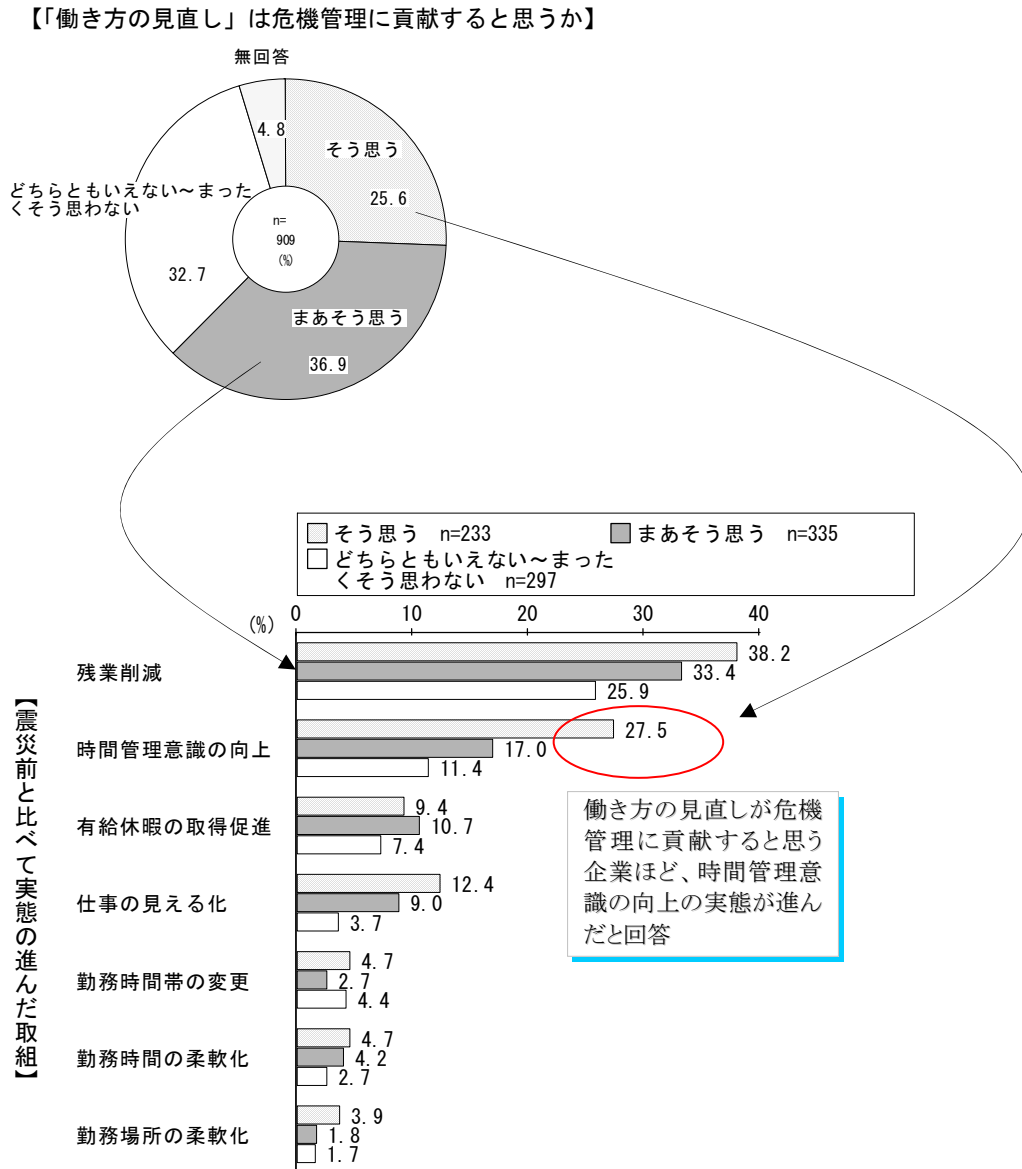 【「働き方の見直し」は危機管理に貢献すると思うか】
無回答
4.8
そう思う
25.6
どちらともいえない～まった
くそう思わない
32.7
n=
909
(%)
まあそう思う
36.9
そう思う n=233
まあそう思う n=335
どちらともいえない～まった
くそう思わない n=297
(%)
0 10 20 30 40
【震災前と比べて実態の進んだ取組】
残業削減
38.2
33.4
25.9
時間管理意識の向上
27.5
17.0
11.4
有給休暇の取得促進
9.4
10.7
7.4
仕事の見える化
12.4
9.0
3.7
勤務時間帯の変更
4.7
2.7
4.4
勤務時間の柔軟化
4.7
4.2
2.7
勤務場所の柔軟化
3.9
1.8
1.7
働き方の見直しが危機
管理に貢献すると思う
企業ほど、時間管理意
識の向上の実態が進ん
だと回答